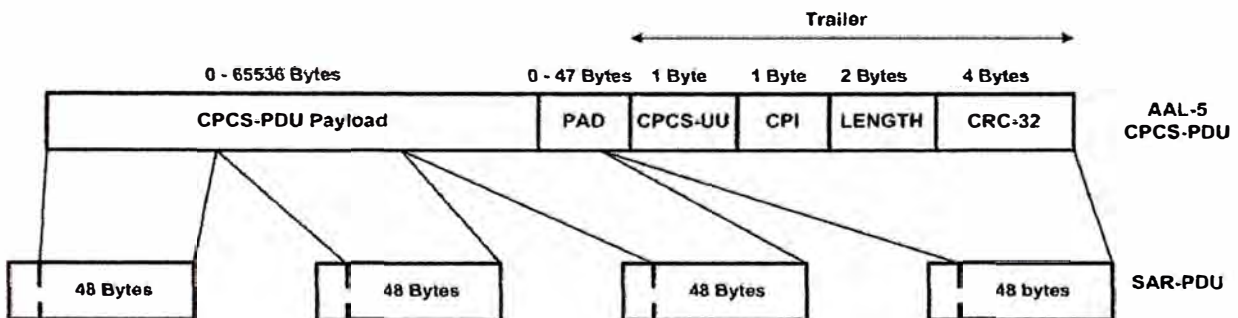 Trailer
0 - 65536 Bytes 0 - 47 Bytes 1 Byte 1 Byte 2 Bytes 4 Bytes
CPCS-PDU Payload PAD CPCS-UU CPI LENGTH CRC-32
AAL-5
CPCS-PDU
48 Bytes 48 Bytes 48 Bytes 48 bytes
SAR-PDU